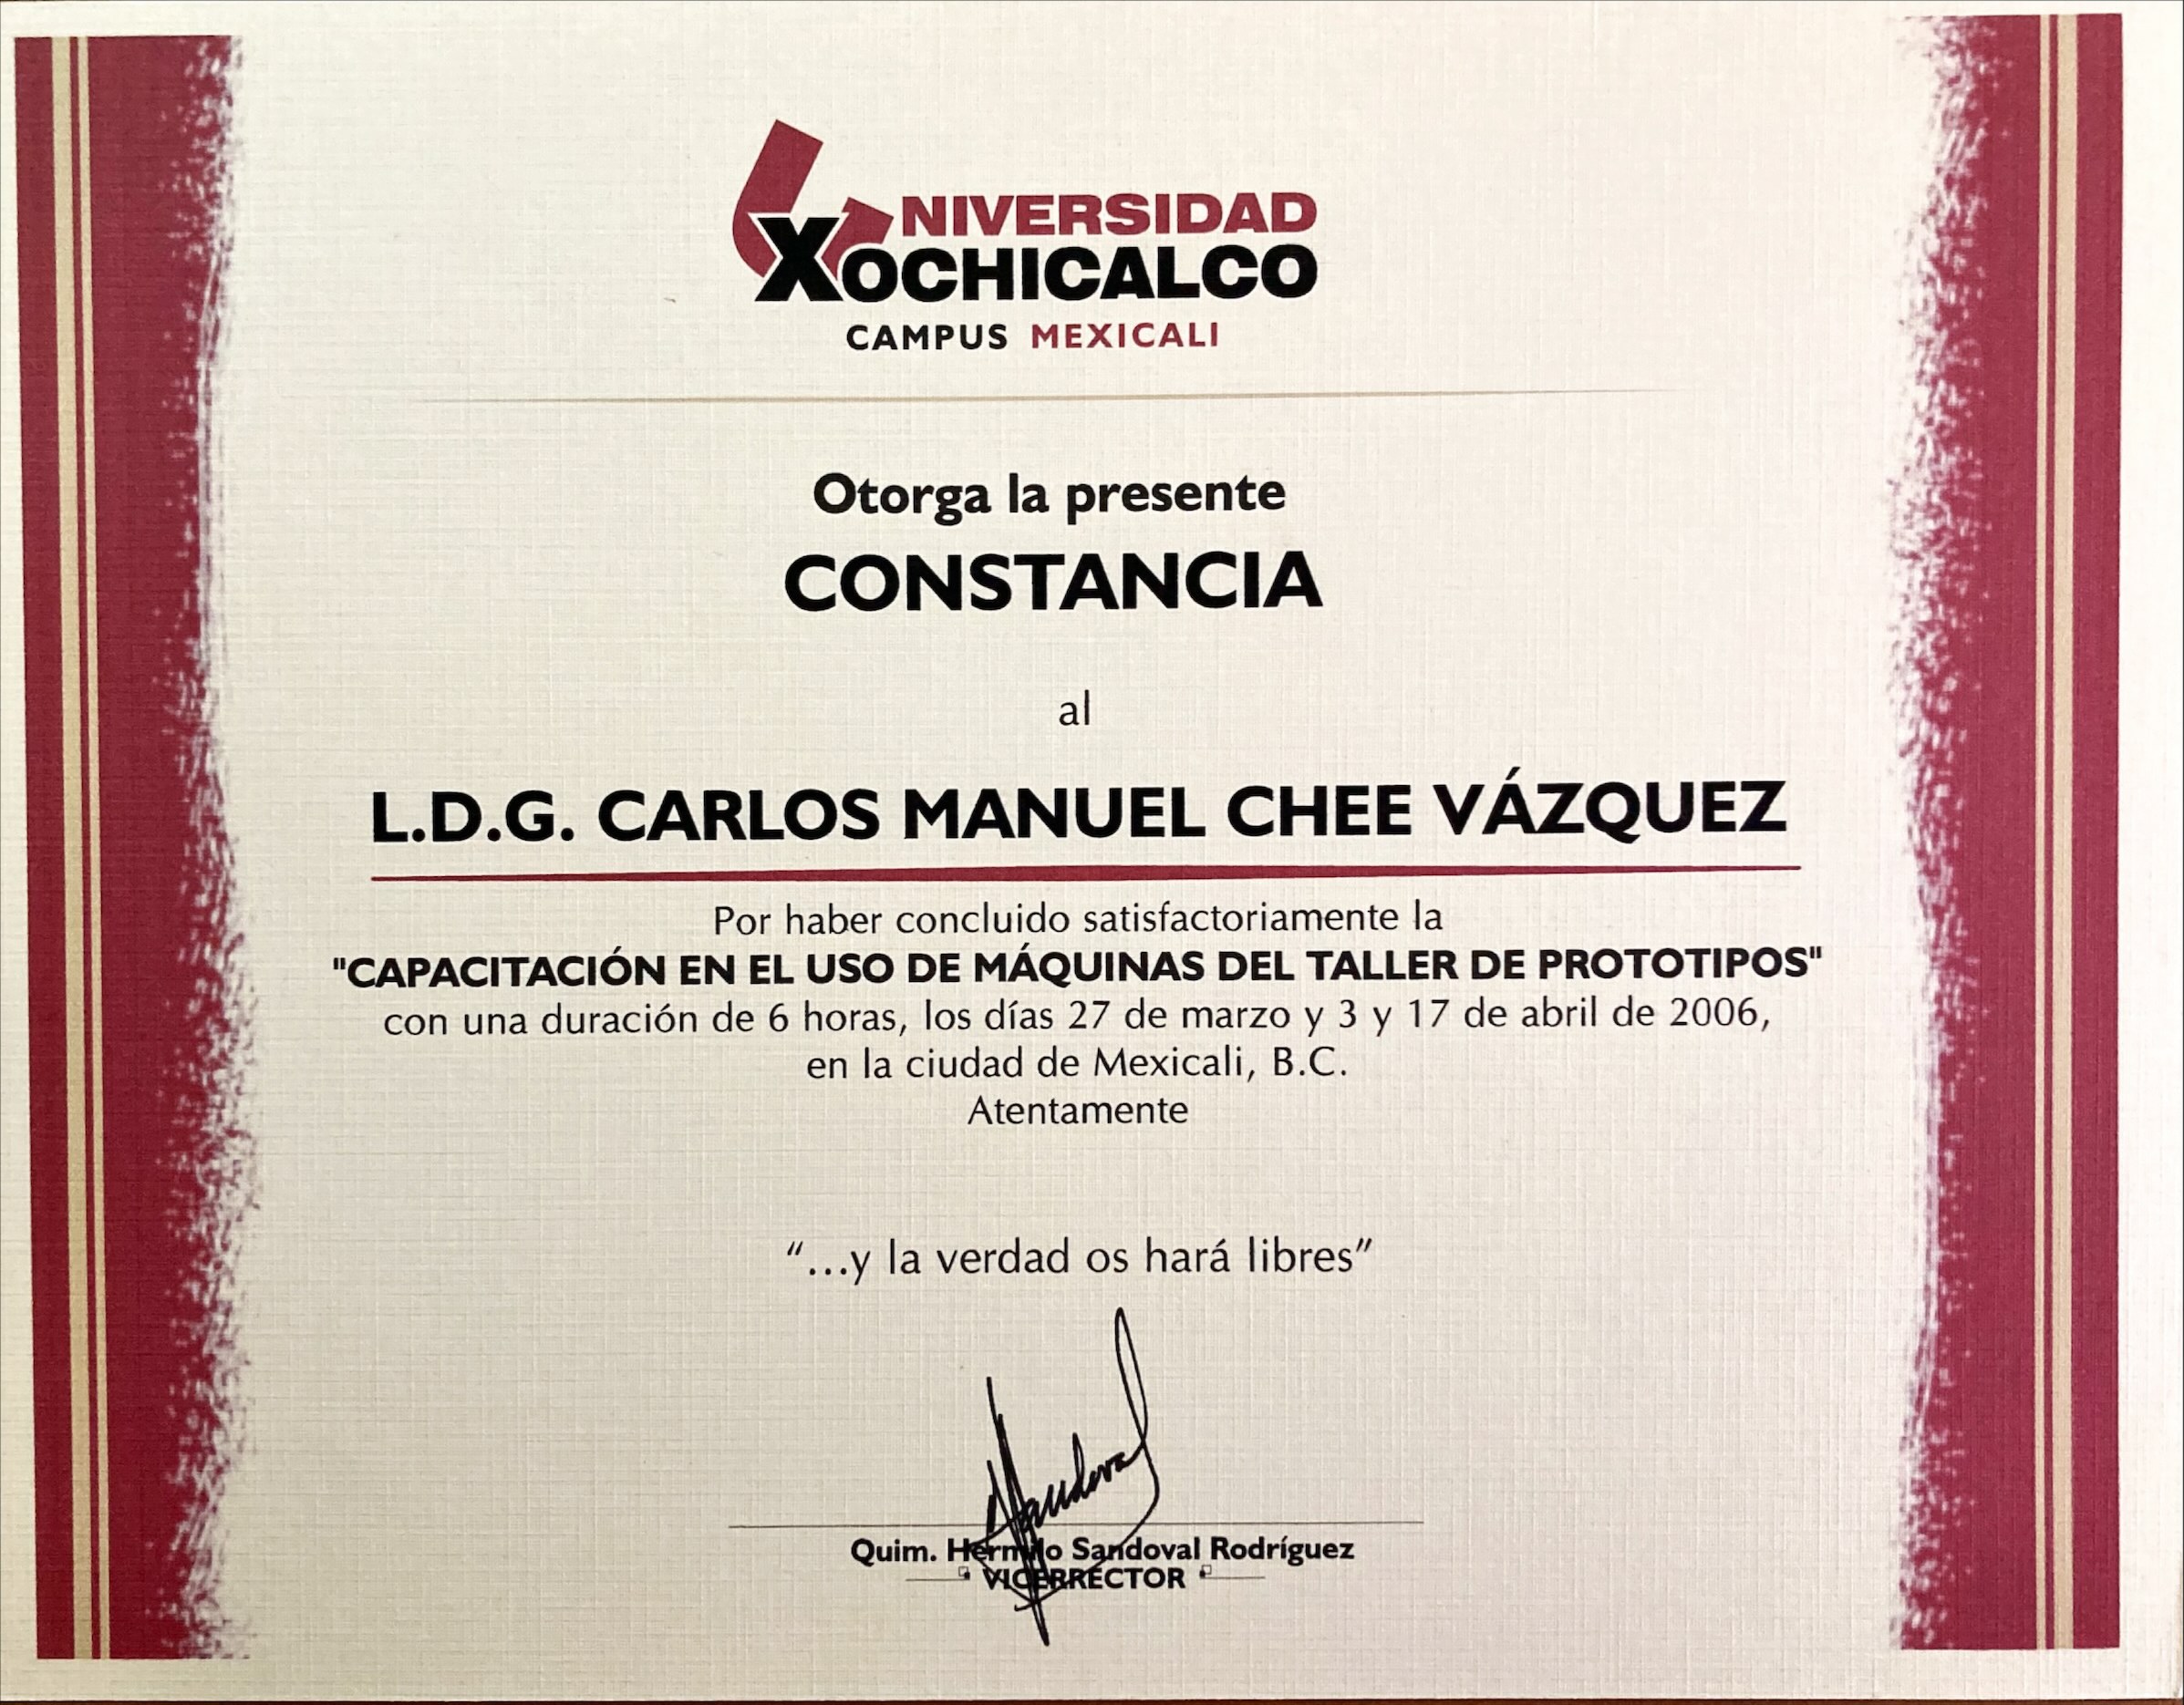 UNIVERSIDAD
XOCHICALCO
CAMPUS MEXICALI
Otorga la presente
CONSTANCIA
al
L.D.G. CARLOS MANUEL CHEE VÁZQUEZ
Por haber concluido satisfactoriamente la
"CAPACITACIÓN EN EL USO DE MÁQUINAS DEL TALLER DE PROTOTIPOS"
con una duración de 6 horas, los días 27 de marzo y 3 y 17 de abril de 2006,
en la ciudad de Mexicali, B.C.
Atentamente
“...y la verdad os hará libres”
Sandoval
Quim. Hermilo Sandoval Rodríguez
VICERRECTOR